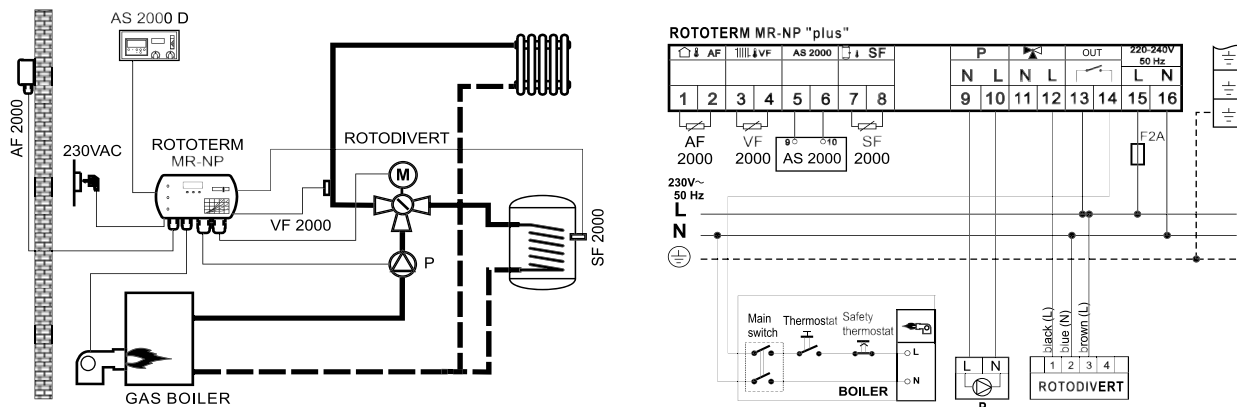 AS 2000 D
AF 2000
230VAC
ROTOTERM
MR-NP
ROTODIVERT
M
VF 2000
P
SF 2000
GAS BOILER
ROTOTERM MR-NP "plus"
AF VF AS 2000 SF P OUT 220-240V
50 Hz
N L N L L N
1 2 3 4 5 6 7 8 9 10 11 12 13 14 15 16
AF
2000
VF
2000
9 10
AS 2000
SF
2000
F2A
230V~
50 Hz
L
N
Main
switch
Thermostat
Safety
thermostat
L
N
BOILER
L N
P
black (L)
blue (N)
brown (L)
1 2 3 4
ROTODIVERT